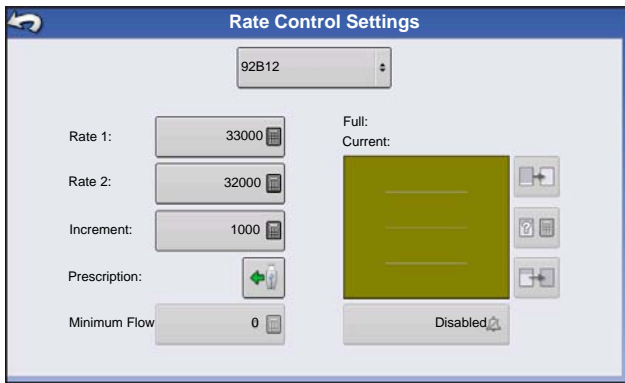 Rate Control Settings
92B12
Rate 1: 33000
Rate 2: 32000
Increment: 1000
Prescription:
Minimum Flow 0
Full:
Current:
Disabled